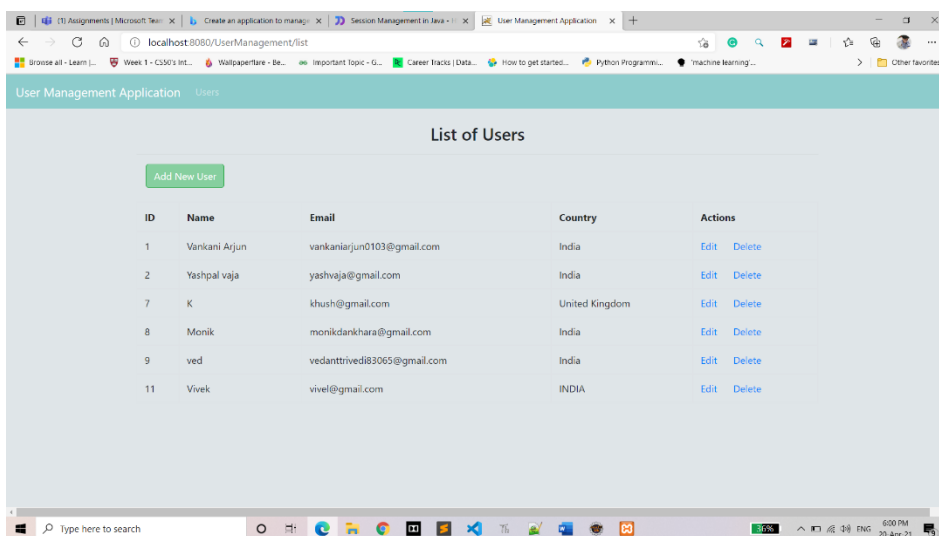 (1) Assignments | Microsoft Tea
Create an application to manage
Session Management in Java -
User Management Application
localhost:8080/UserManagement/list
Browse all - Learn |...
Week 1 - CS50's Int...
Wallpaperflare - Be...
Important Topic - G...
Career Tracks | Data...
How to get started...
Python Programmi...
'machine learning'...
Other favorites
User Management Application Users
List of Users
Add New User
ID Name Email Country Actions
1 Vankani Arjun vankaniarjun0103@gmail.com India Edit Delete
2 Yashpal vaja yashvaja@gmail.com India Edit Delete
7 K khush@gmail.com United Kingdom Edit Delete
8 Monik monikdankhara@gmail.com India Edit Delete
9 ved vedanttrivedi83065@gmail.com India Edit Delete
11 Vivek vivel@gmail.com INDIA Edit Delete
Type here to search
36%
ENG
6:00 PM
20-Apr-21